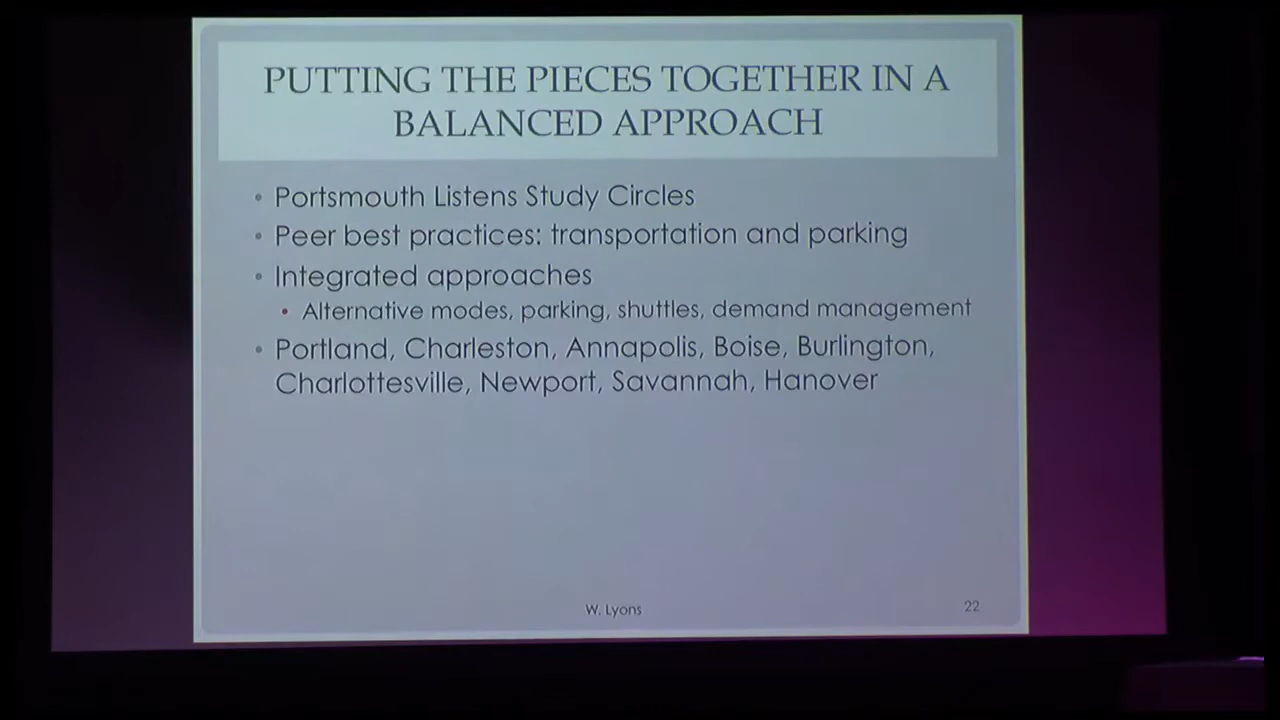 PUTTING THE PIECES TOGETHER IN A
BALANCED APPROACH
• Portsmouth Listens Study Circles
• Peer best practices: transportation and parking
• Integrated approaches
• Alternative modes, parking, shuttles, demand management
• Portland, Charleston, Annapolis, Boise, Burlington,
Charlottesville, Newport, Savannah, Hanover
W. Lyons
22